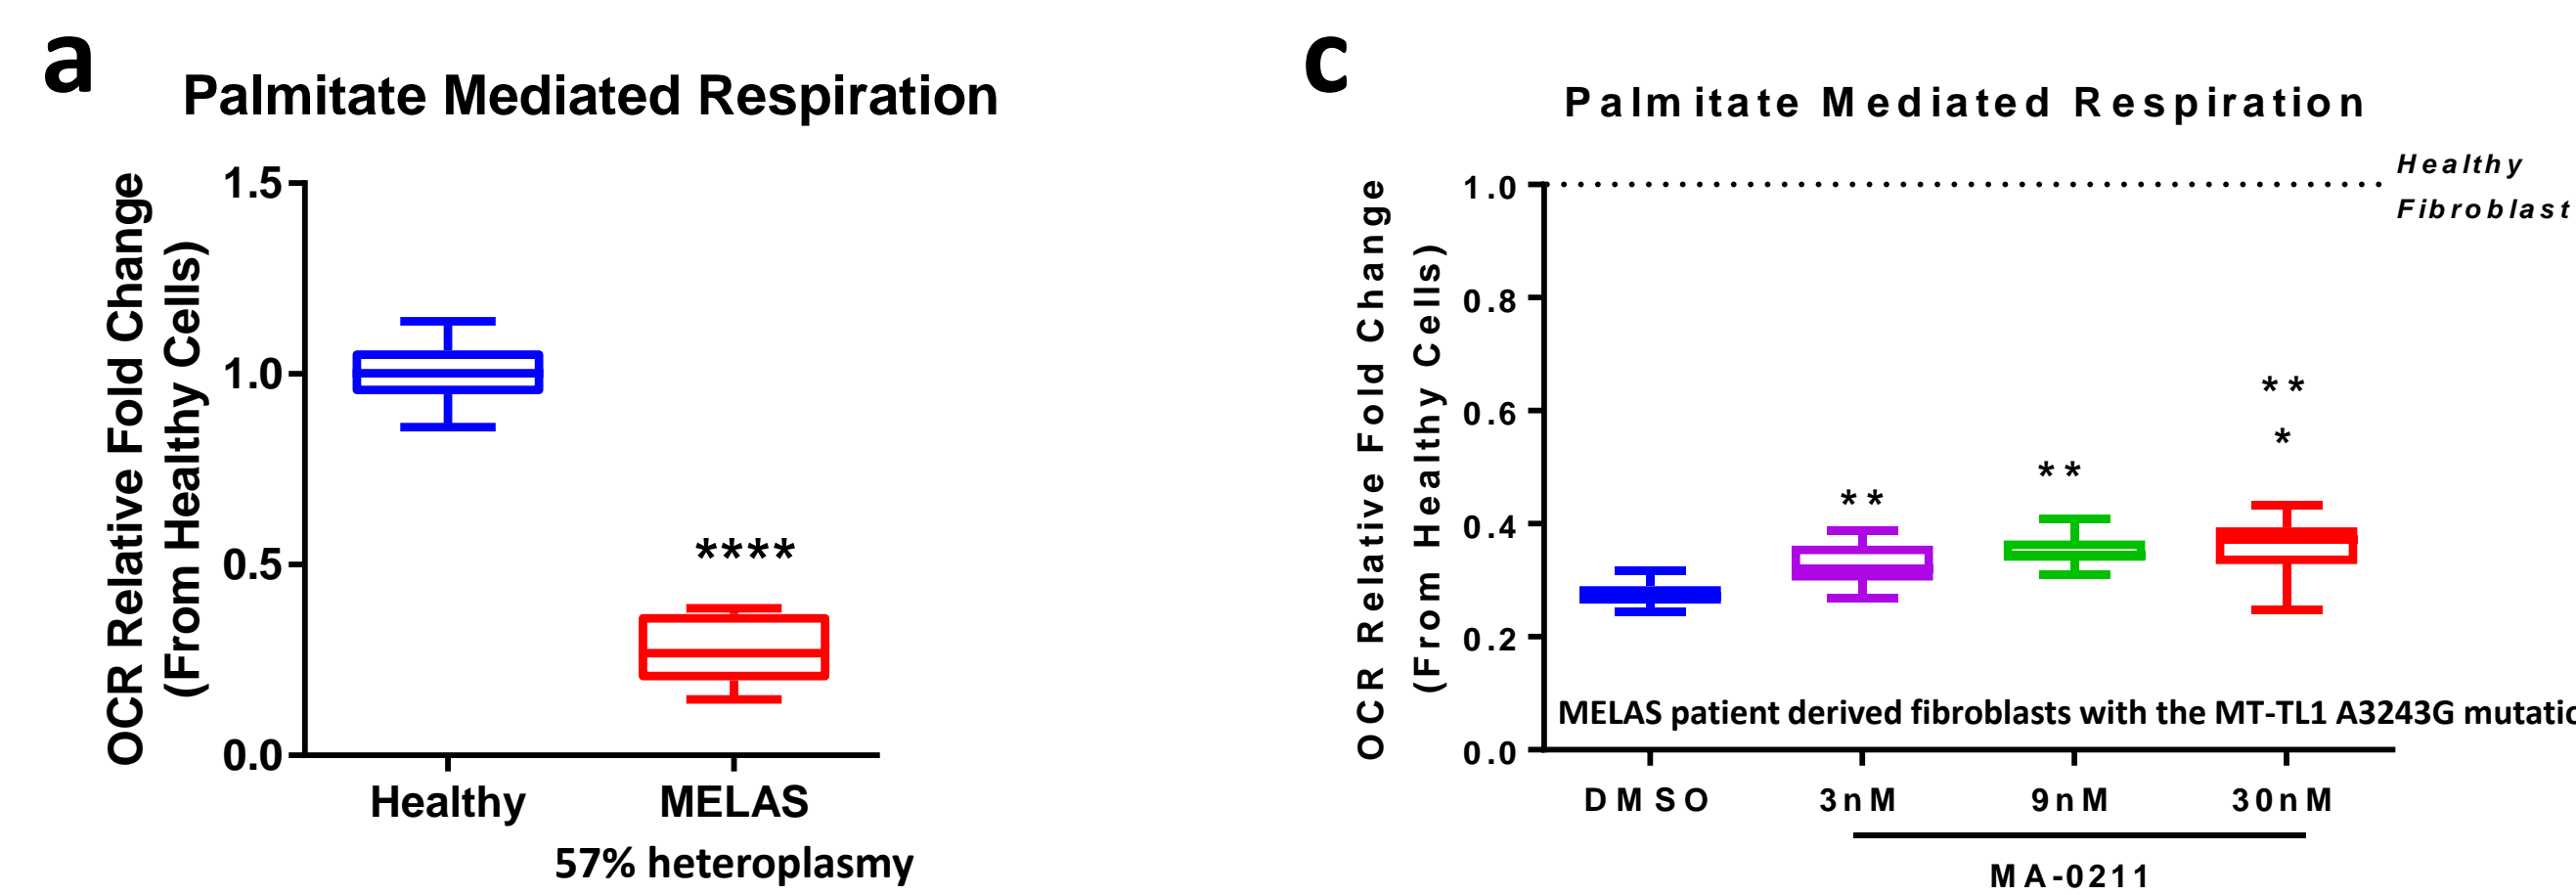 a
Palmitate Mediated Respiration
OCR Relative Fold Change
(From Healthy Cells)
1.5
1.0
0.5
0.0
****
Healthy
MELAS
57% heteroplasmy
c
Palmitate Mediated Respiration
Healthy
Fibroblast
OCR Relative Fold Change
(From Healthy Cells)
1.0
0.8
0.6
0.4
0.2
0.0
**
**
**
*
MELAS patient derived fibroblasts with the MT-TL1 A3243G mutatio
DMSO
3nM
9nM
30nM
MA-0211